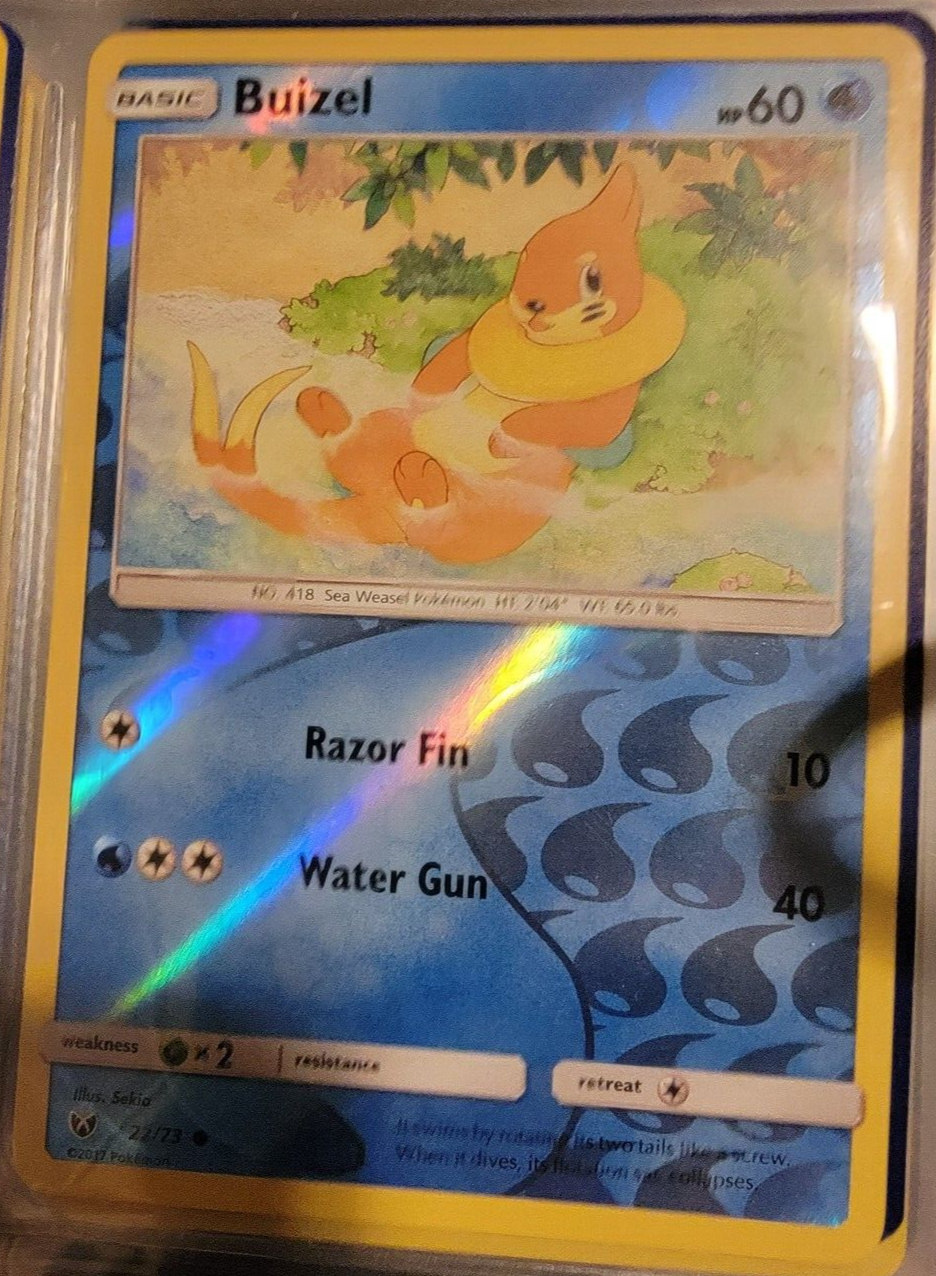 BASIC Buizel HP60
NO. 418 Sea Weasel Pokémon HT: 2'04" WT: 65.0 lbs
Razor Fin 10
Water Gun 40
weakness ×2 resistance retreat
Illus. Sekio
22/73
©2017 Pokémon
It swims by rotating its two tails like a screw.
When it dives, its flotation sac collapses.